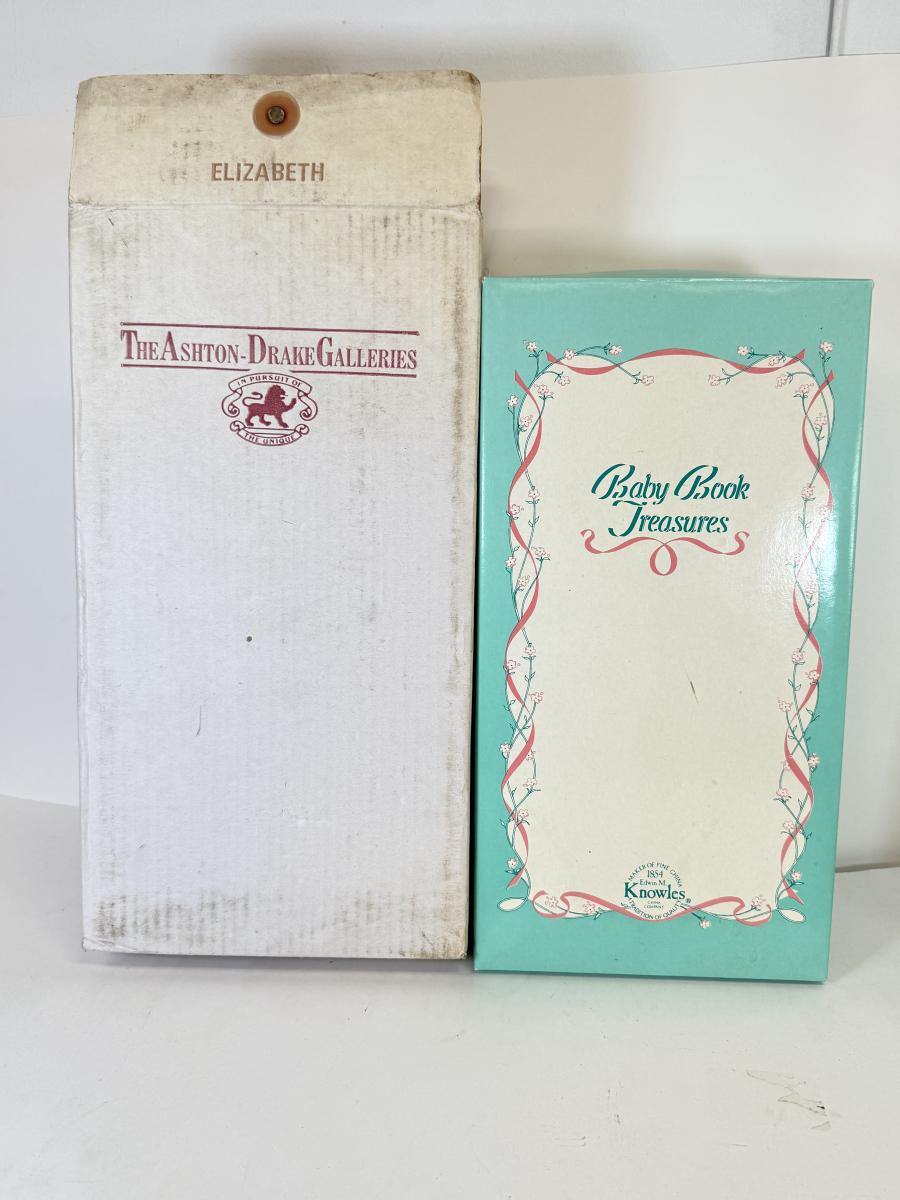 ELIZABETH
THE ASHTON-DRAKE GALLERIES
IN PURSUIT OF
THE UNIQUE
Baby Book
Treasures
MAKER OF FINE CHINA
1854
Edwin M.
Knowles®
CHINA
COMPANY
TRADITION OF QUALITY